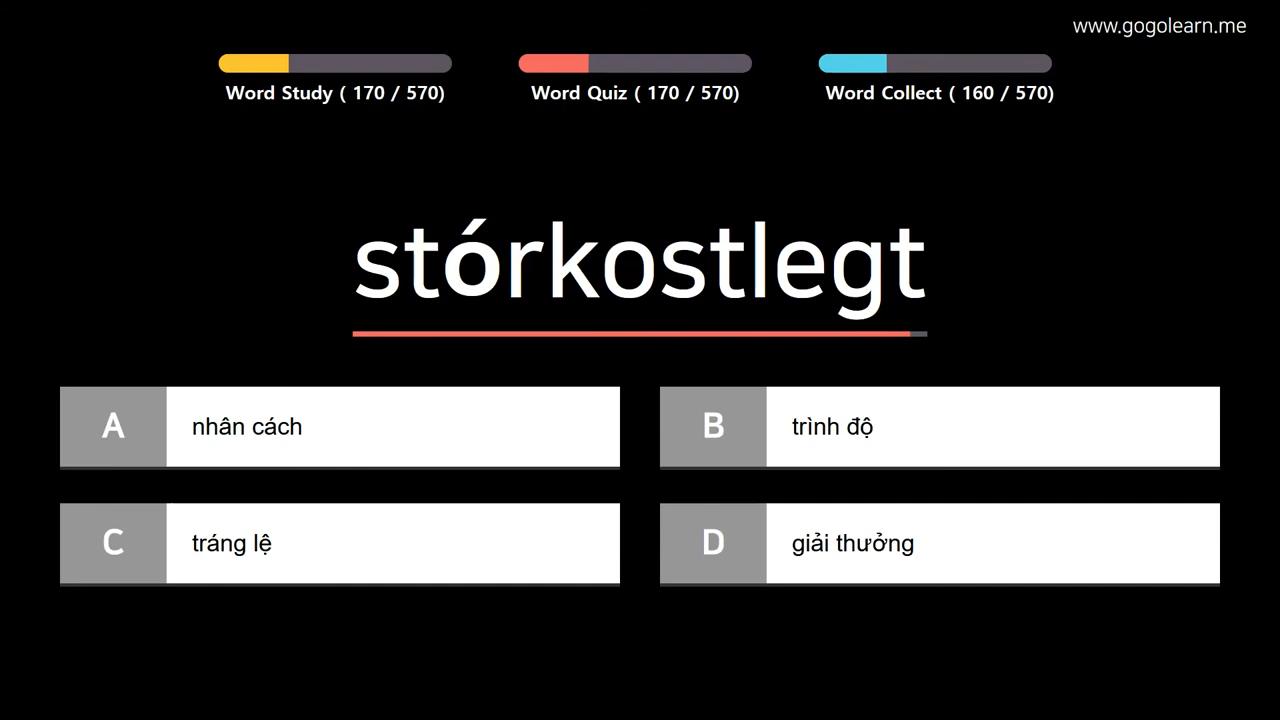 www.gogolearn.me
Word Study ( 170 / 570)
Word Quiz ( 170 / 570)
Word Collect ( 160 / 570)
stórkostlegt
A nhân cách
B trình độ
C tráng lệ
D giải thưởng